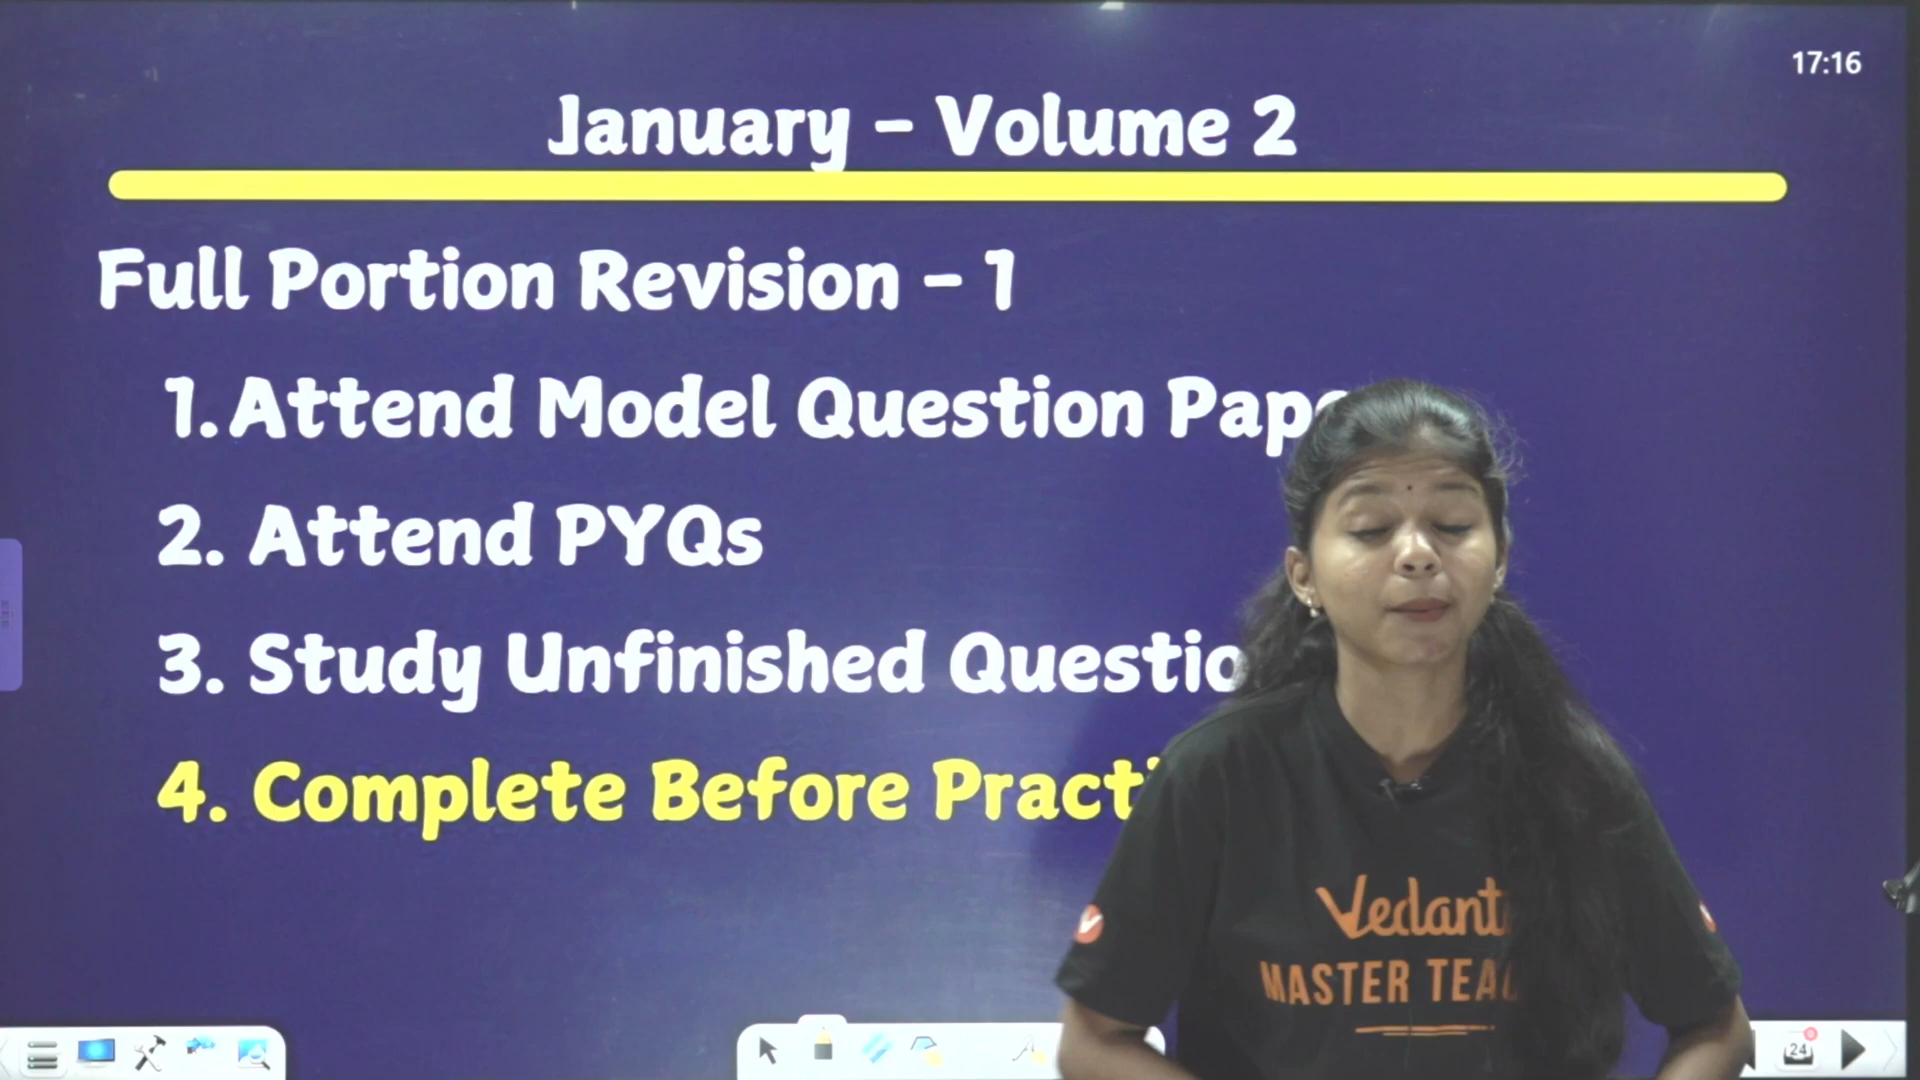 17:16
January – Volume 2
Full Portion Revision – 1
1. Attend Model Question
2. Attend PYQs
3. Study Unfinished
4. Complete Before
MASTER
24